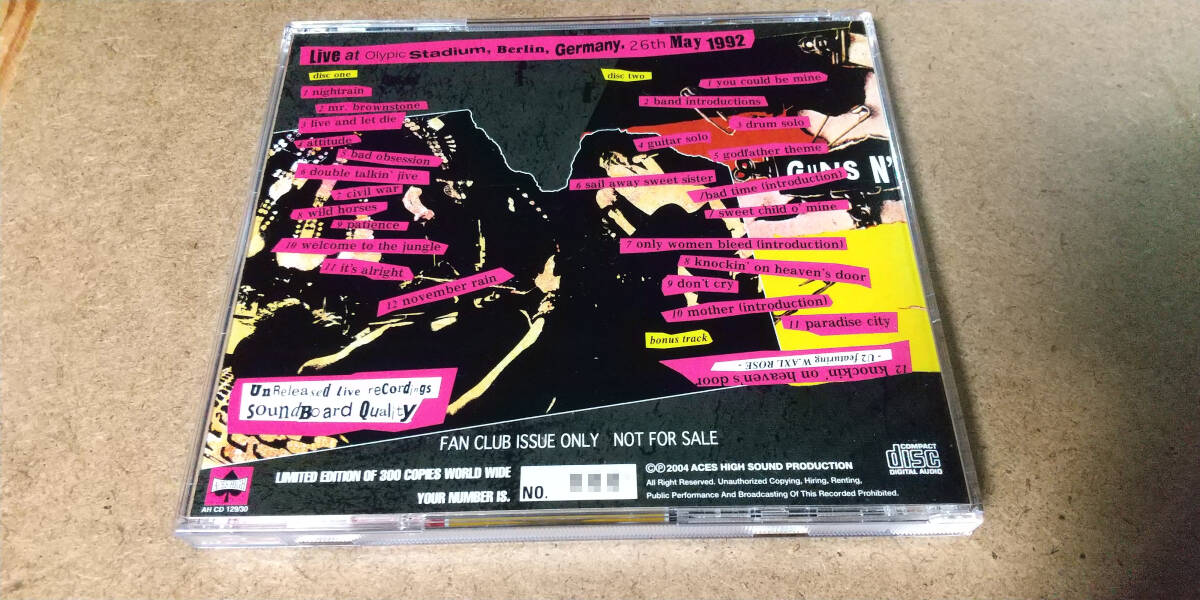 Live at Olypic Stadium, Berlin, Germany, 26th May 1992
disc one
1 nightrain
2 mr. brownstone
3 live and let die
4 attitude
5 bad obsession
6 double talkin' jive
7 civil war
8 wild horses
9 patience
10 welcome to the jungle
11 it's alright
12 november rain
disc two
1 you could be mine
2 band introductions
3 drum solo
4 guitar solo
5 godfather theme
GUNS N'
6 sail away sweet sister
7bad time (introduction)
7 sweet child o' mine
7 only women bleed (introduction)
8 knockin' on heaven's door
9 don't cry
10 mother (introduction)
11 paradise city
bonus track
12 knockin' on heaven's door
- U2 featuring W.AXL ROSE -
UnReleased Live recordings
SoundBoard Quality
FAN CLUB ISSUE ONLY NOT FOR SALE
LIMITED EDITION OF 300 COPIES WORLD WIDE
YOUR NUMBER IS. NO.
©℗ 2004 ACES HIGH SOUND PRODUCTION
All Right Reserved. Unauthorized Copying, Hiring, Renting,
Public Performance And Broadcasting Of This Recorded Prohibited.
COMPACT
disc
DIGITAL AUDIO
ACES HIGH
AH CD 129/30